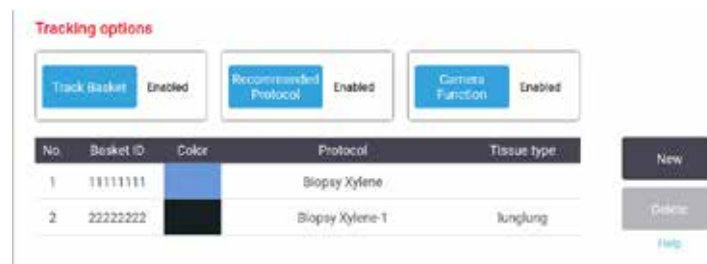 Tracking options
Track Basket Enabled
Recommended Protocol Enabled
Camera Function Enabled
No. Basket ID Color Protocol Tissue type
1 11111111 Biopsy Xylene
2 22222222 Biopsy Xylene-1 lunglung
New
Delete
Help